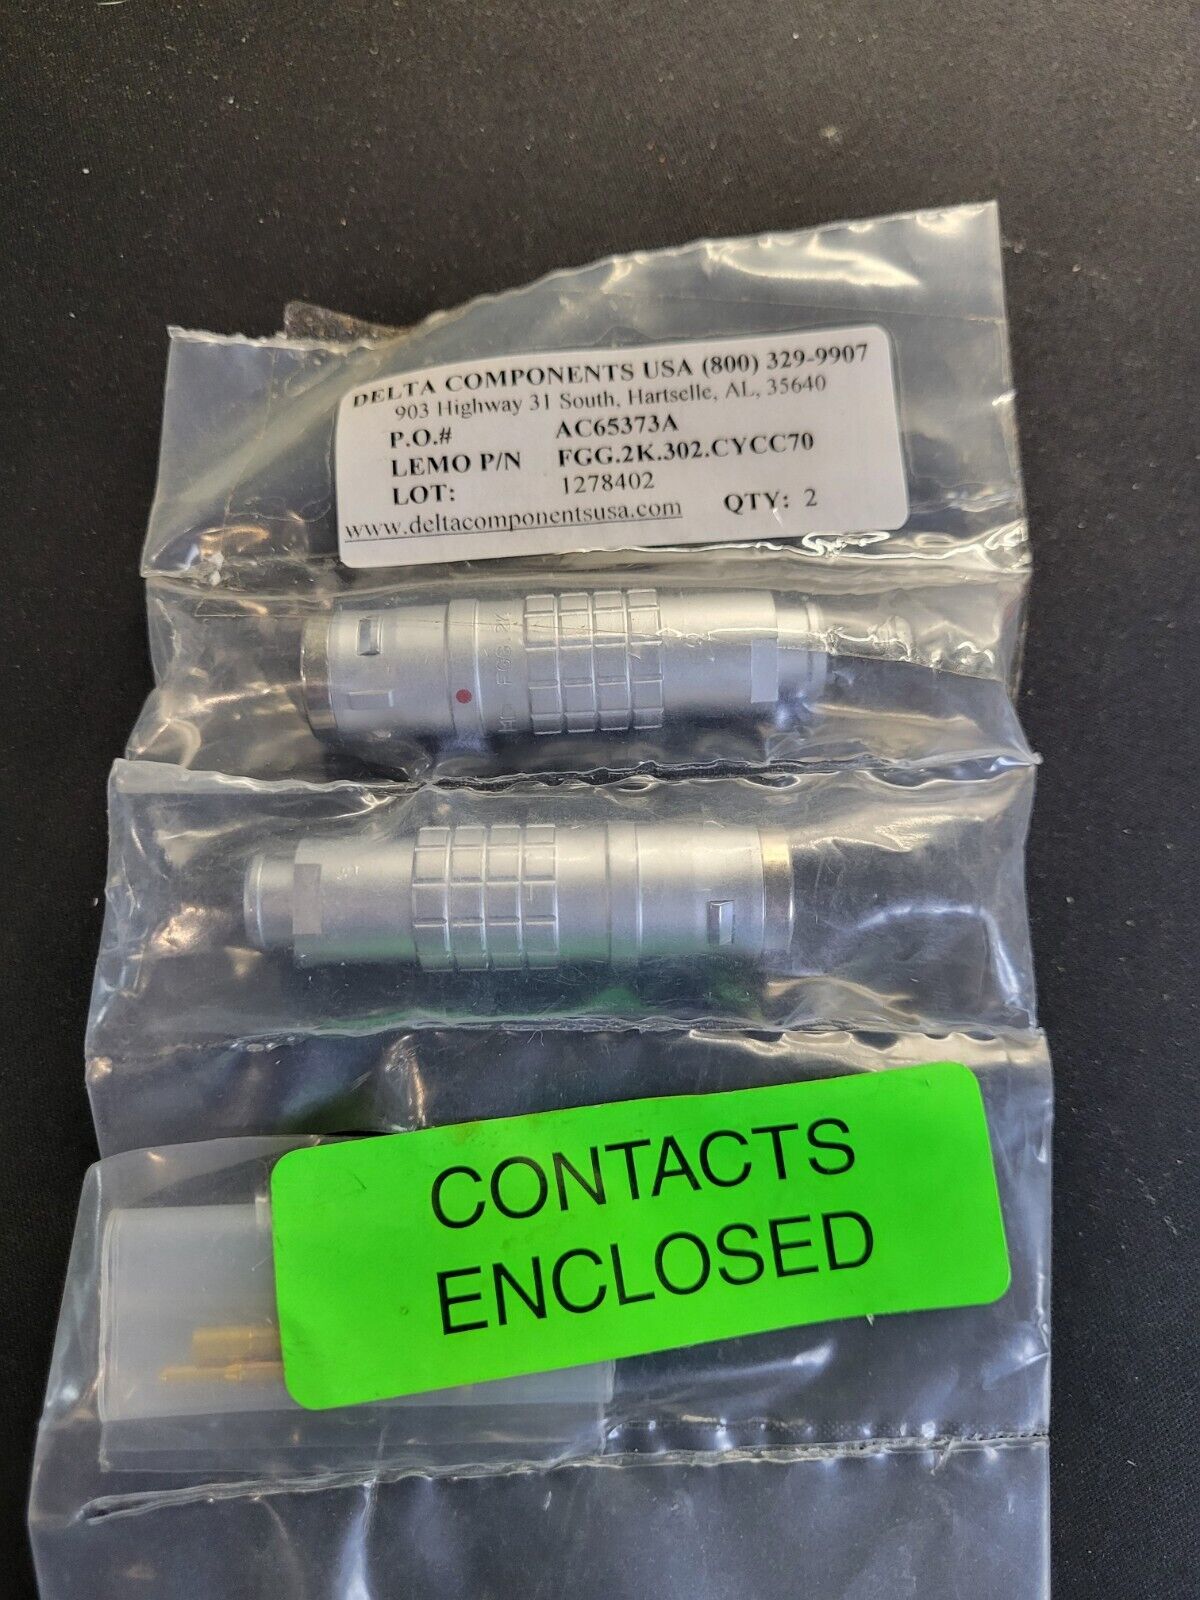 DELTA COMPONENTS USA (800) 329-9907
903 Highway 31 South, Hartselle, AL, 35640
P.O.# AC65373A
LEMO P/N FGG.2K.302.CYCC70
LOT: 1278402
www.deltacomponentsusa.com QTY: 2
FGG 2K
CONTACTS
ENCLOSED